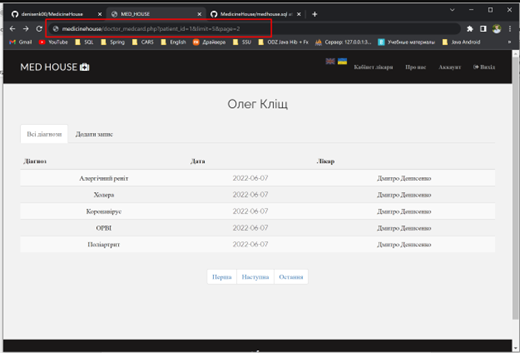 denisenk00/MedicineHouse
MED_HOUSE
MedicineHouse/medhouse.sql at
medicinehouse/doctor_medcard.php?patient_id=1&limit=5&page=2
Gmail YouTube SQL Spring CARS English Драйвера SSU ODZ Java Hib + Fx Сервер 127.0.0.1:3... Учебные материалы Java Android
MED HOUSE
Кабінет лікаря Про нас Аккаунт Вихід
Олег Кліщ
Всі діагнози Додати запис
Діагноз Дата Лікар
Алергічний реніт 2022-06-07 Дмитро Денисенко
Холера 2022-06-07 Дмитро Денисенко
Коронавірус 2022-06-07 Дмитро Денисенко
ОРВІ 2022-06-07 Дмитро Денисенко
Поліартрит 2022-06-07 Дмитро Денисенко
Перша Наступна Остання